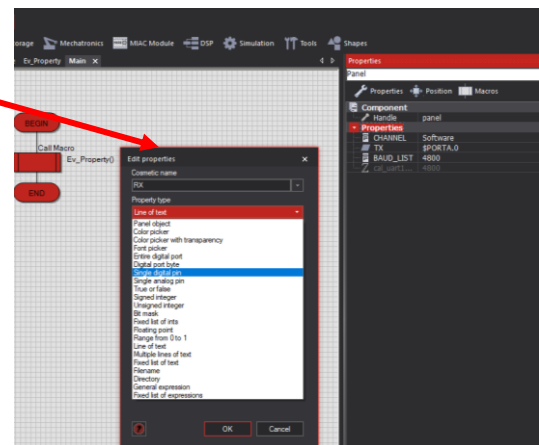 orage Mechatronics MIAC Module DSP Simulation Tools Shapes
Ev_Property Main X
Properties
Panel
Properties Position Macros
Component
Handle panel
Properties
CHANNEL Software
TX $PORTA.0
BAUD_LIST 4800
cal_uart1... 4800
BEGIN
Call Macro
Ev_Property()
END
Edit properties
Cosmetic name
RX
Property type
Line of text
Panel object
Color picker
Color picker with transparency
Font picker
Entire digital port
Digital port byte
Single digital pin
Single analog pin
True or false
Signed integer
Unsigned integer
Bit mask
Fixed list of ints
Floating point
Range from 0 to 1
Line of text
Multiple lines of text
Fixed list of text
Filename
Directory
General expression
Fixed list of expressions
? OK Cancel